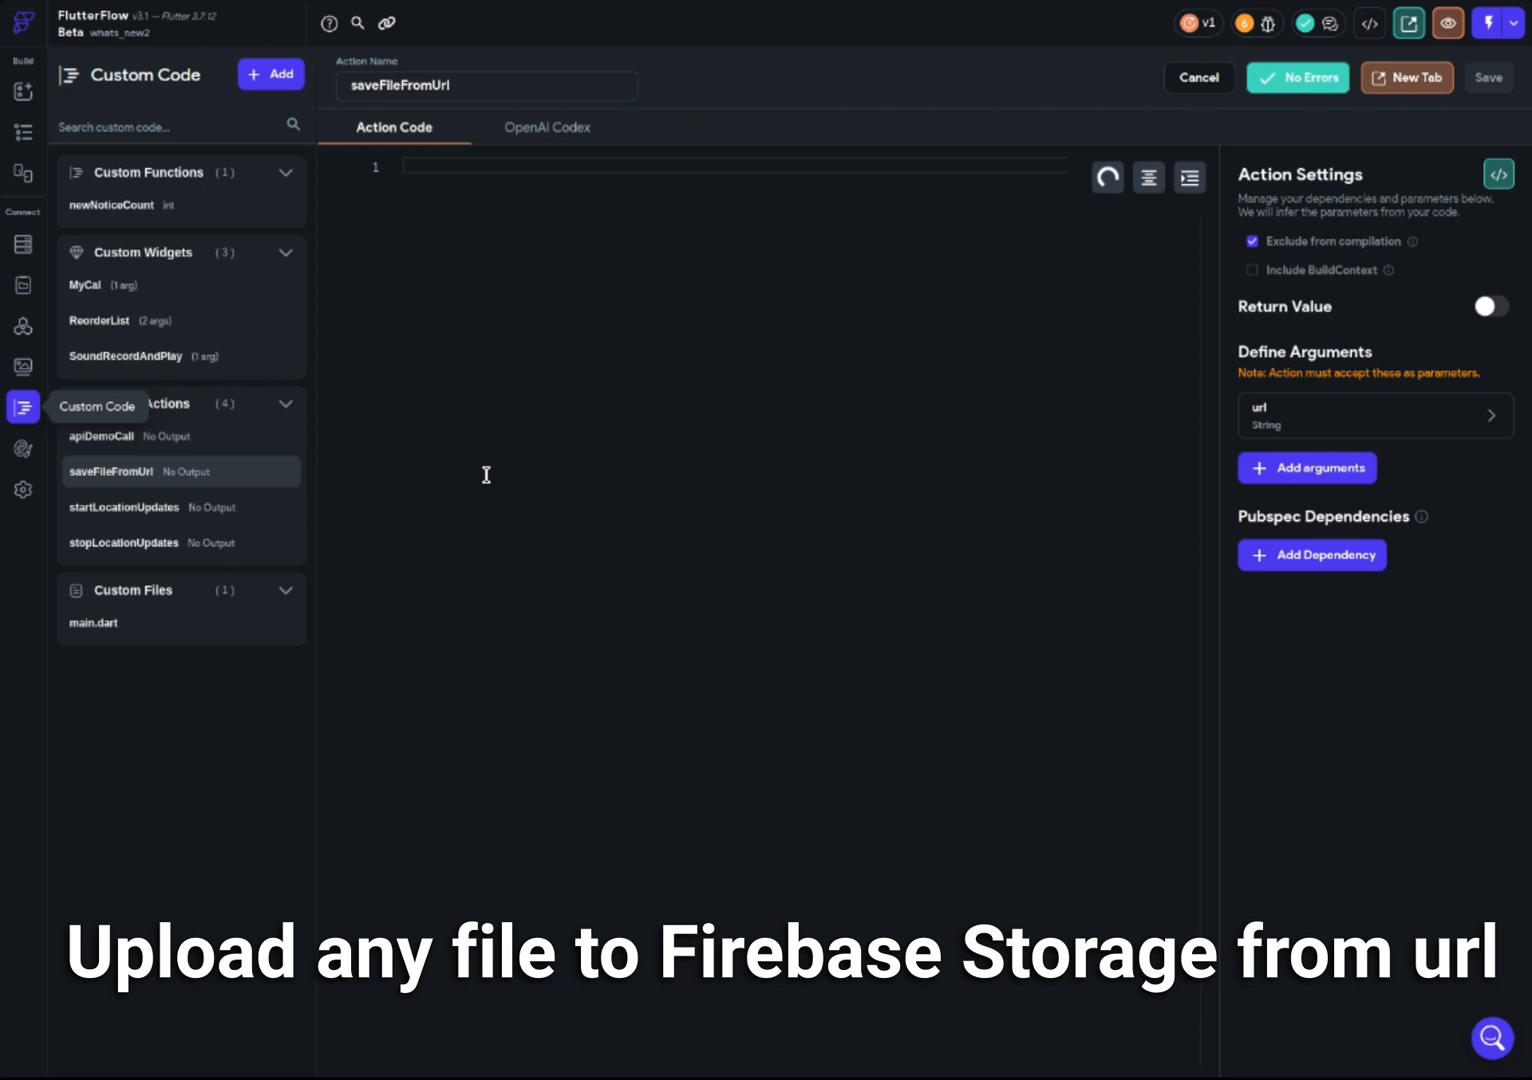 FlutterFlow v3.1 — Flutter 3.7.12
Beta whats_new2
v1
6
Build
Custom Code
+ Add
Action Name
saveFileFromUrl
Cancel
No Errors
New Tab
Save
Search custom code...
Action Code
OpenAI Codex
1
Custom Functions (1)
newNoticeCount int
Connect
Custom Widgets (3)
MyCal (1 arg)
ReorderList (2 args)
SoundRecordAndPlay (1 arg)
Custom Code
Actions (4)
apiDemoCall No Output
saveFileFromUrl No Output
startLocationUpdates No Output
stopLocationUpdates No Output
Custom Files (1)
main.dart
Action Settings
Manage your dependencies and parameters below.
We will infer the parameters from your code.
Exclude from compilation
Include BuildContext
Return Value
Define Arguments
Note: Action must accept these as parameters.
url
String
+ Add arguments
Pubspec Dependencies
+ Add Dependency
Upload any file to Firebase Storage from url